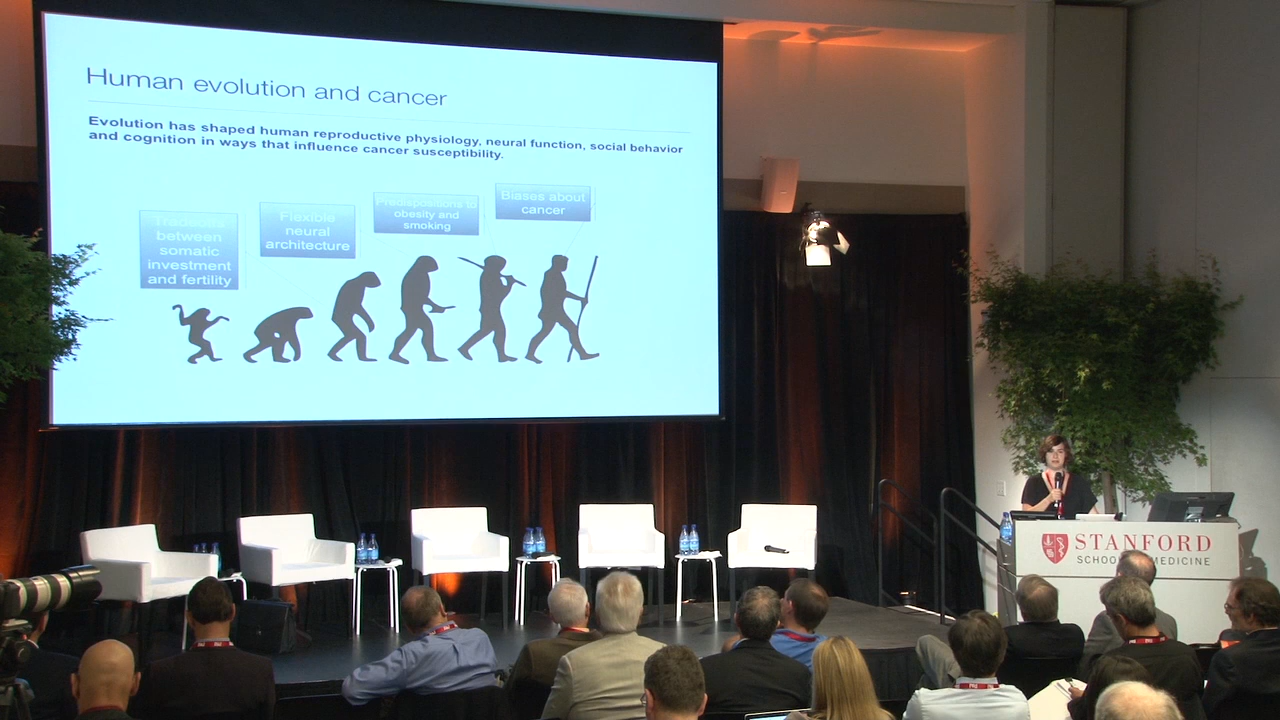 Human evolution and cancer
Evolution has shaped human reproductive physiology, neural function, social behavior
and cognition in ways that influence cancer susceptibility.
Tradeoffs
between
somatic
investment
and fertility
Flexible
neural
architecture
Predispositions to
obesity and
smoking
Biases about
cancer
STANFORD
SCHOOL OF MEDICINE